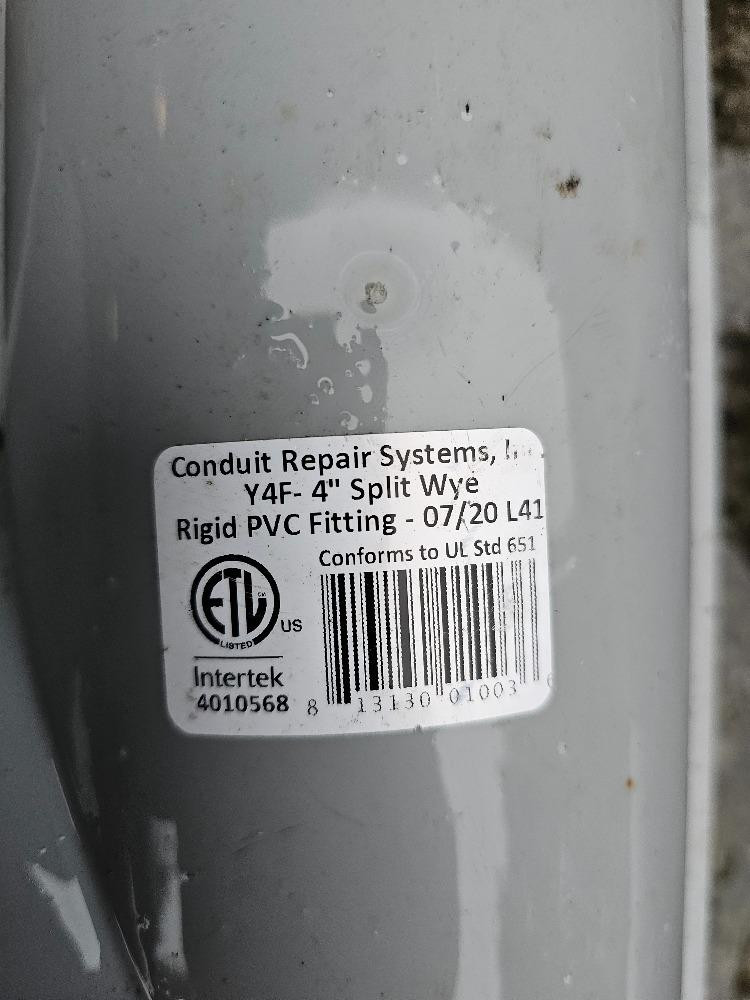 Conduit Repair Systems,
Y4F- 4" Split Wye
Rigid PVC Fitting - 07/20 L41
Conforms to UL Std 651
ETL
CM
US
LISTED
Intertek
4010568
8 13130 01003